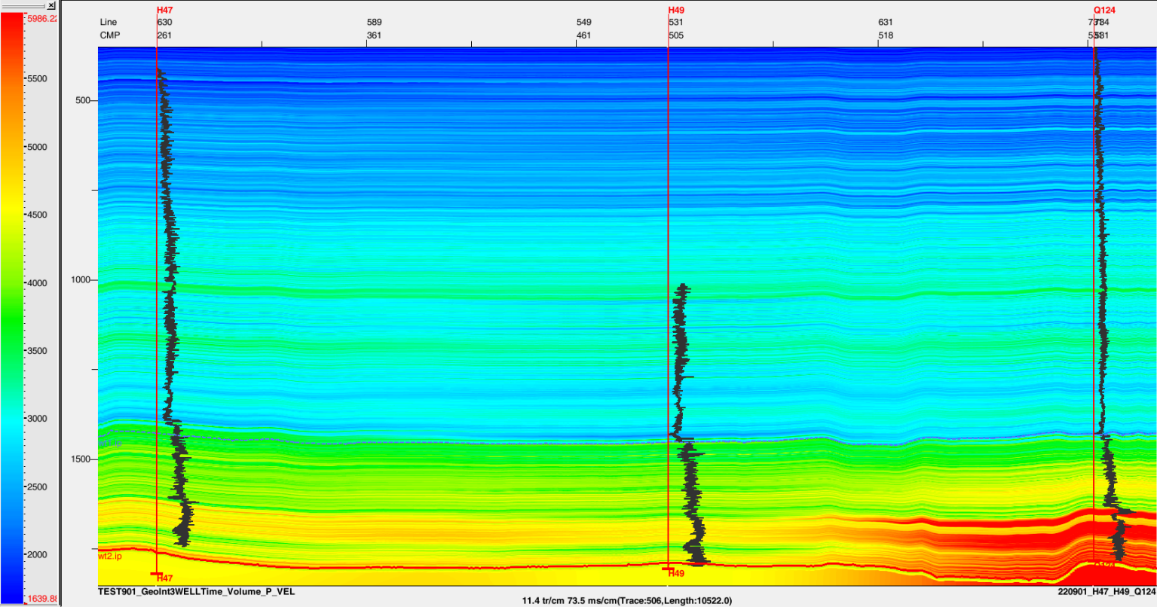 H47 H49 Q124
Line 630 589 549 531 631
CMP 261 361 461 505 518
5986.22
5500
5000
4500
4000
3500
3000
2500
2000
1639.88
500
1000
1500
wt2.ip
H47 H49
TEST901_GeoInt3WELLTime_Volume_P_VEL 220901_H47_H49_Q124
11.4 tr/cm 73.5 ms/cm(Trace:506,Length:10522.0)